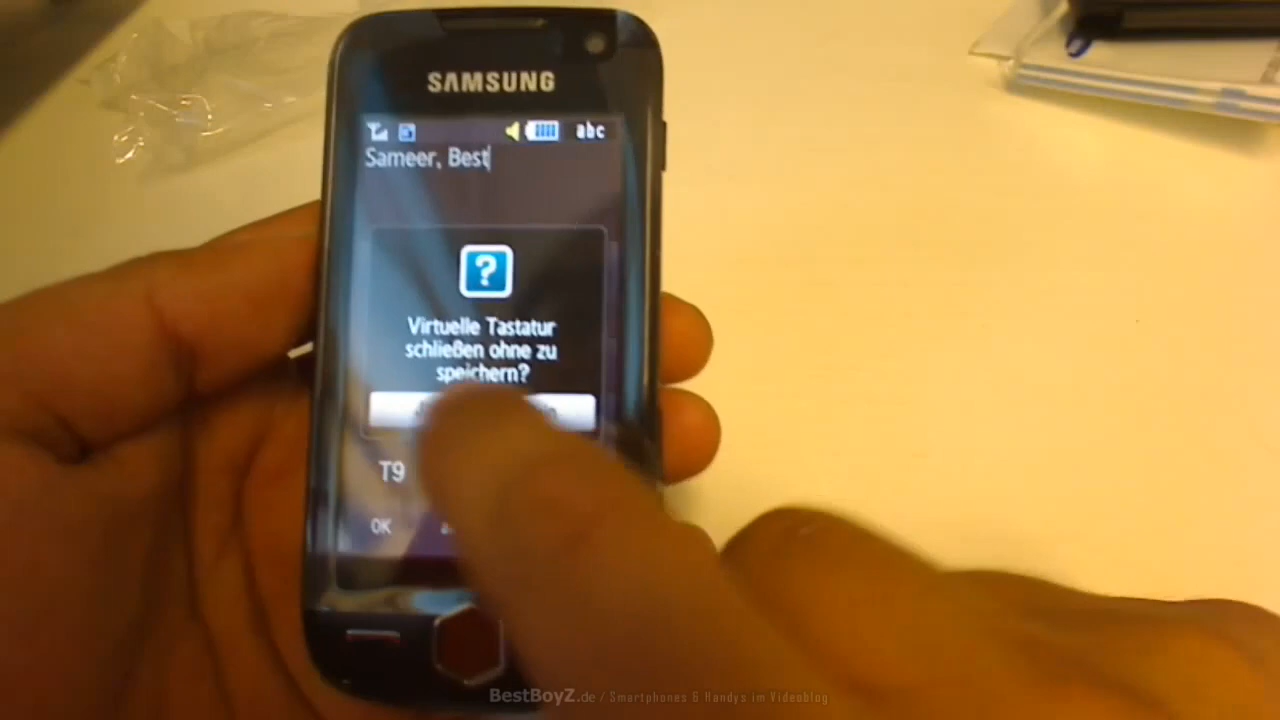 SAMSUNG
abc
Sameer, Best
Virtuelle Tastatur
schließen ohne zu
speichern?
T9
OK
BestBoyZ.de / Smartphones & Handys im Videoblog